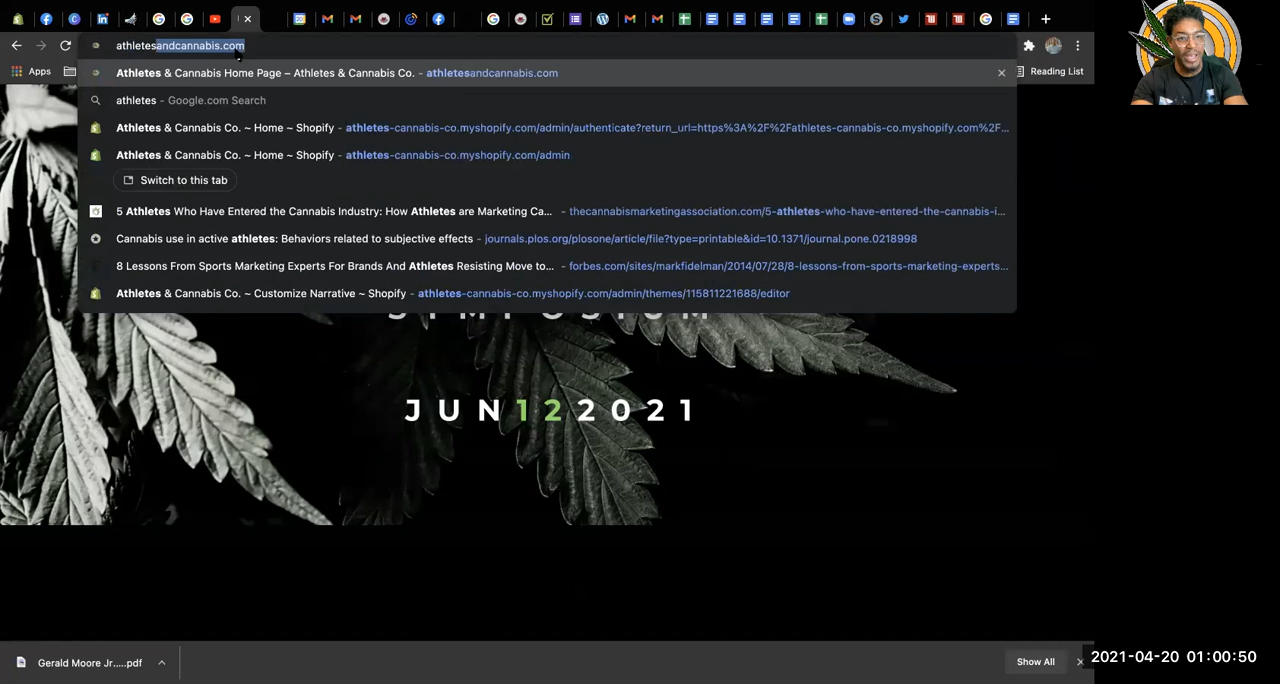 athletesandcannabis.com
Apps
Reading List
Athletes & Cannabis Home Page – Athletes & Cannabis Co. - athletesandcannabis.com
athletes - Google.com Search
Athletes & Cannabis Co. ~ Home ~ Shopify - athletes-cannabis-co.myshopify.com/admin/authenticate?return_url=https%3A%2F%2Fathletes-cannabis-co.myshopify.com%2F...
Athletes & Cannabis Co. ~ Home ~ Shopify - athletes-cannabis-co.myshopify.com/admin
Switch to this tab
5 Athletes Who Have Entered the Cannabis Industry: How Athletes are Marketing Ca... - thecannabismarketingassociation.com/5-athletes-who-have-entered-the-cannabis-i...
Cannabis use in active athletes: Behaviors related to subjective effects - journals.plos.org/plosone/article/file?type=printable&id=10.1371/journal.pone.0218998
8 Lessons From Sports Marketing Experts For Brands And Athletes Resisting Move to... - forbes.com/sites/markfidelman/2014/07/28/8-lessons-from-sports-marketing-experts...
Athletes & Cannabis Co. ~ Customize Narrative ~ Shopify - athletes-cannabis-co.myshopify.com/admin/themes/115811221688/editor
SYMPOSIUM
JUN122021
Gerald Moore Jr.....pdf
Show All
2021-04-20 01:00:50